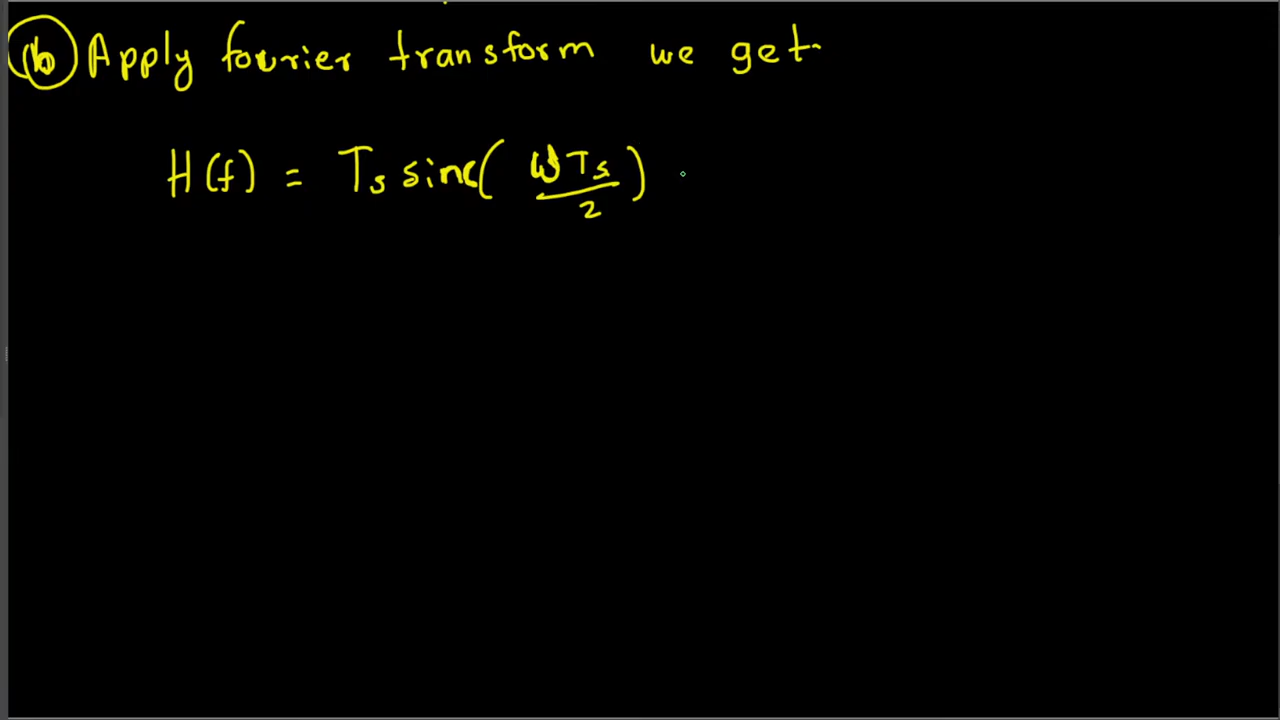 (b) Apply fourier transform we get
H(f) = Ts sinc( ωTs/2 )